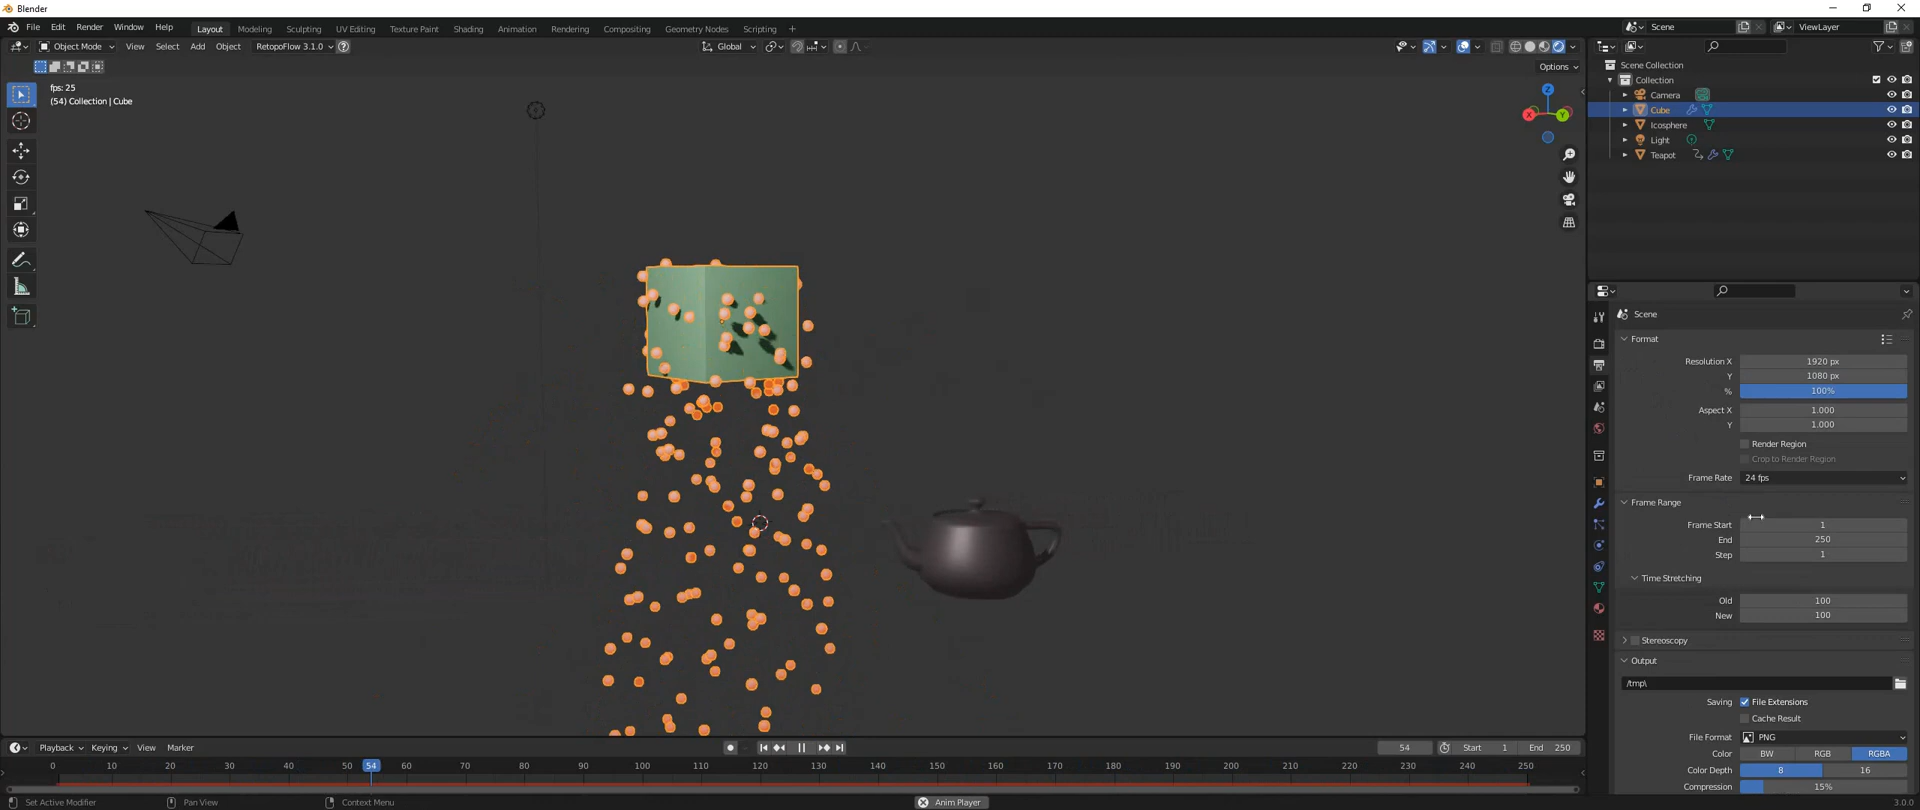 Blender
File Edit Render Window Help Layout Modeling Sculpting UV Editing Texture Paint Shading Animation Rendering Compositing Geometry Nodes Scripting + Scene ViewLayer
Object Mode View Select Add Object RetopoFlow 3.1.0 ? Global
Options
fps: 25
(54) Collection | Cube
Z
X
Y
Scene Collection
Collection
Camera
Cube
Icosphere
Light
Teapot
Scene
Format
Resolution X 1920 px
Y 1080 px
% 100%
Aspect X 1.000
Y 1.000
Render Region
Crop to Render Region
Frame Rate 24 fps
Frame Range
Frame Start 1
End 250
Step 1
Time Stretching
Old 100
New 100
Stereoscopy
Output
/tmp\
Saving File Extensions
Cache Result
File Format PNG
Color BW RGB RGBA
Color Depth 8 16
Compression 15%
Playback Keying View Marker 54 Start 1 End 250
0 10 20 30 40 50 54 60 70 80 90 100 110 120 130 140 150 160 170 180 190 200 210 220 230 240 250
Set Active Modifier Pan View Context Menu Anim Player 3.0.0